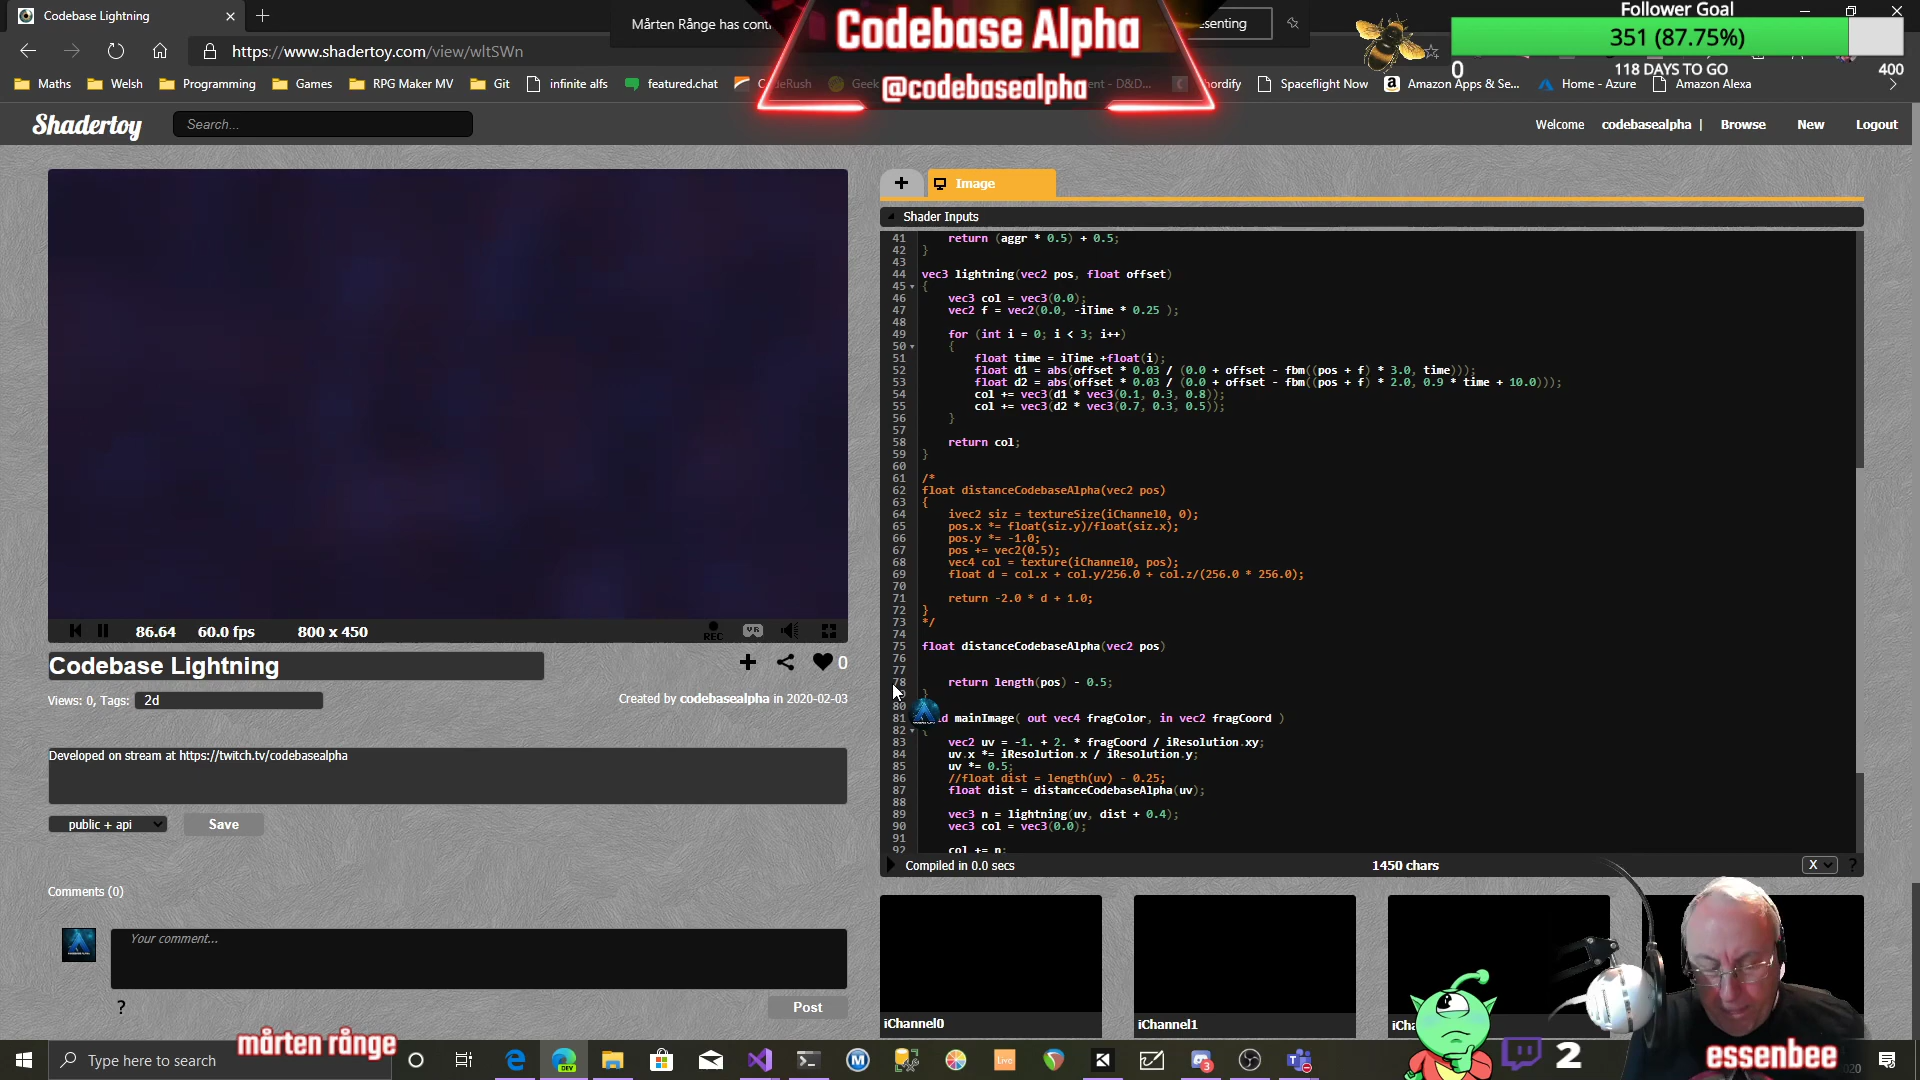 Codebase Lightning
Mårten Rånge has cont
senting
Codebase Alpha
@codebasealpha
Follower Goal
351 (87.75%)
0
118 DAYS TO GO
400
https://www.shadertoy.com/view/wltSWn
Maths
Welsh
Programming
Games
RPG Maker MV
Git
infinite alfs
featured.chat
Geek
Spaceflight Now
Amazon Apps & Se...
Home - Azure
Amazon Alexa
Shadertoy
Search...
Welcome codebasealpha |
Browse
New
Logout
Image
Shader Inputs
41 return (aggr * 0.5) + 0.5;
42 }
43
44 vec3 lightning(vec2 pos, float offset)
45 {
46 vec3 col = vec3(0.0);
47 vec2 f = vec2(0.0, -iTime * 0.25 );
48
49 for (int i = 0; i < 3; i++)
50 {
51 float time = iTime +float(i);
52 float d1 = abs(offset * 0.03 / (0.0 + offset - fbm((pos + f) * 3.0, time)));
53 float d2 = abs(offset * 0.03 / (0.0 + offset - fbm((pos + f) * 2.0, 0.9 * time + 10.0)));
54 col += vec3(d1 * vec3(0.1, 0.3, 0.8));
55 col += vec3(d2 * vec3(0.7, 0.3, 0.5));
56 }
57
58 return col;
59 }
60
61 /*
62 float distanceCodebaseAlpha(vec2 pos)
63 {
64 ivec2 siz = textureSize(iChannel0, 0);
65 pos.x *= float(siz.y)/float(siz.x);
66 pos.y *= -1.0;
67 pos += vec2(0.5);
68 vec4 col = texture(iChannel0, pos);
69 float d = col.x + col.y/256.0 + col.z/(256.0 * 256.0);
70
71 return -2.0 * d + 1.0;
72 }
73 */
74
75 float distanceCodebaseAlpha(vec2 pos)
76
77
78 return length(pos) - 0.5;
}
80
81 d mainImage( out vec4 fragColor, in vec2 fragCoord )
82 {
83 vec2 uv = -1. + 2. * fragCoord / iResolution.xy;
84 uv.x *= iResolution.x / iResolution.y;
85 uv *= 0.5;
86 //float dist = length(uv) - 0.25;
87 float dist = distanceCodebaseAlpha(uv);
88
89 vec3 n = lightning(uv, dist + 0.4);
90 vec3 col = vec3(0.0);
91
92 col += n;
Compiled in 0.0 secs
1450 chars
X
?
86.64
60.0 fps
800 x 450
REC
VR
Codebase Lightning
0
Views: 0, Tags: 2d
Created by codebasealpha in 2020-02-03
Developed on stream at https://twitch.tv/codebasealpha
public + api
Save
Comments (0)
Your comment...
?
Post
iChannel0
iChannel1
iCha
mårten rånge
essenbee
2
Type here to search